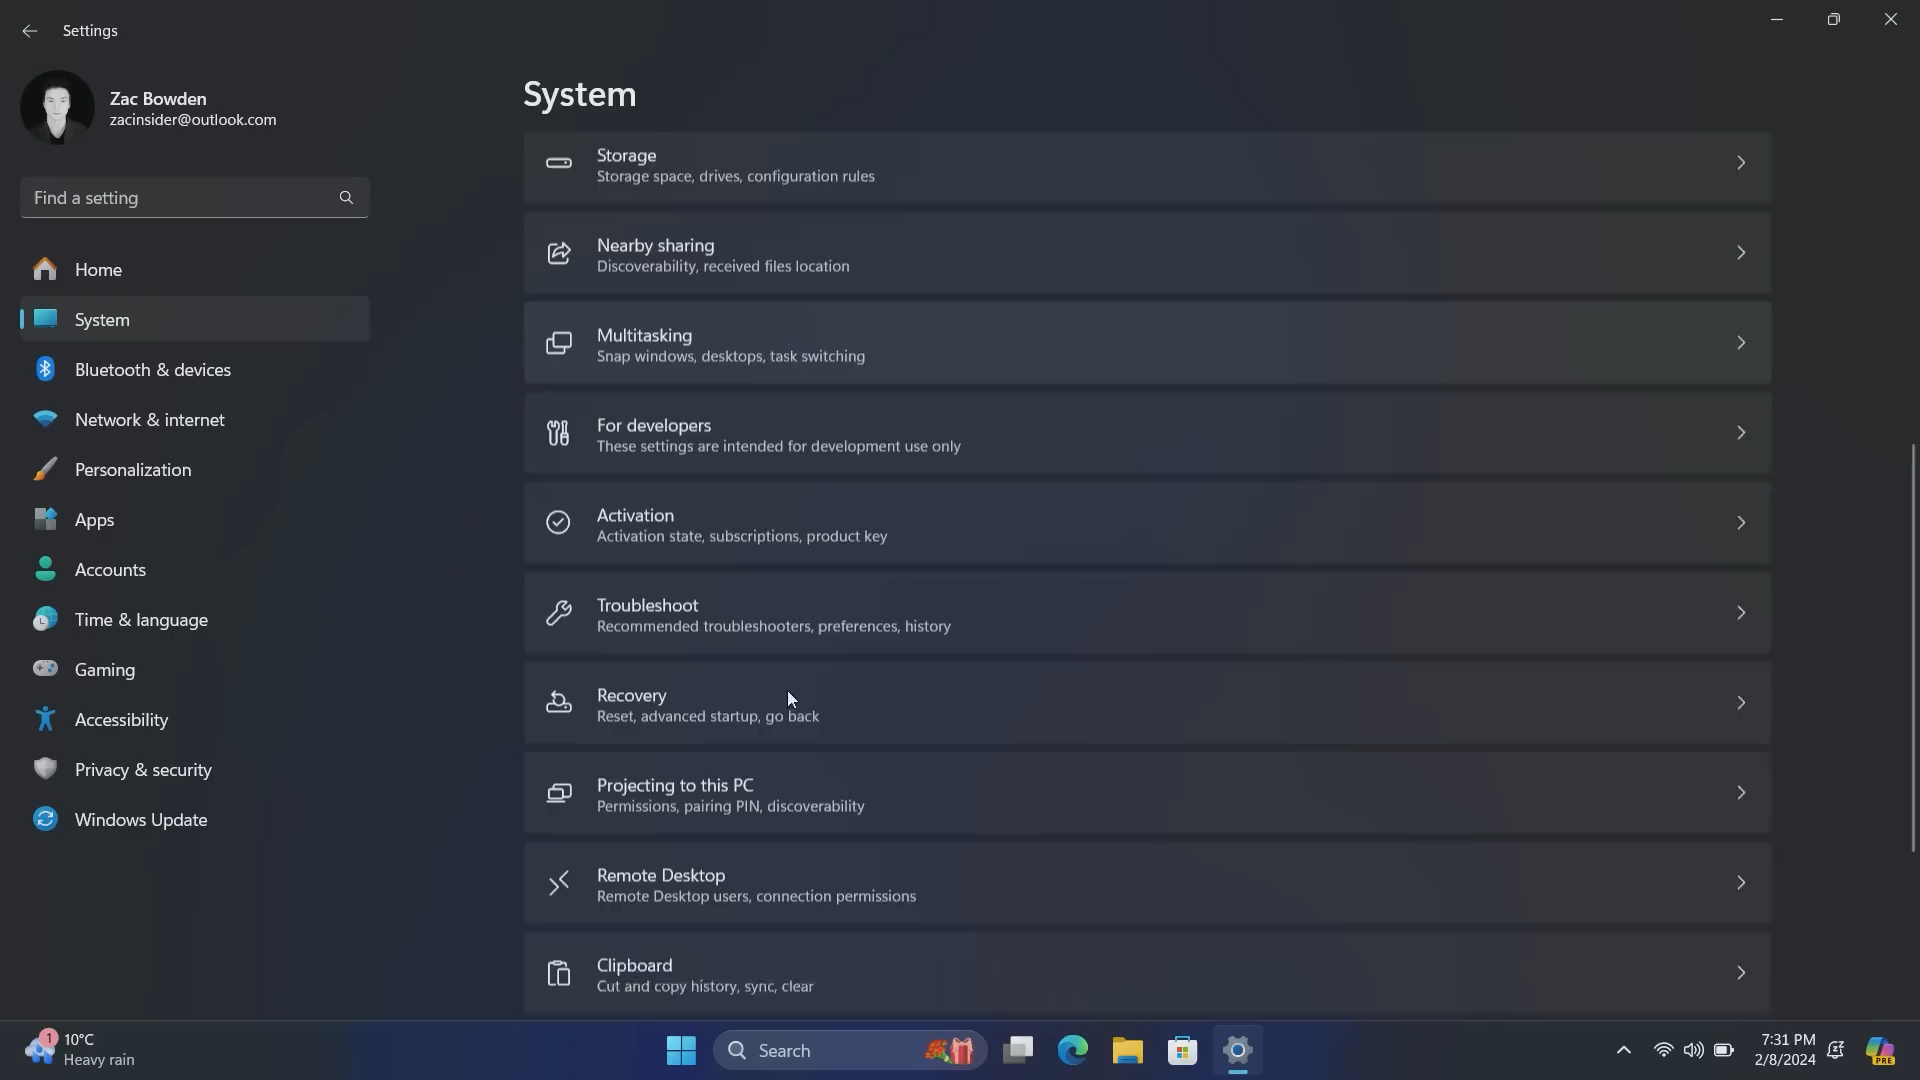 Settings
Zac Bowden
zacinsider@outlook.com
Find a setting
Home
System
Bluetooth & devices
Network & internet
Personalization
Apps
Accounts
Time & language
Gaming
Accessibility
Privacy & security
Windows Update
System
Storage
Storage space, drives, configuration rules
Nearby sharing
Discoverability, received files location
Multitasking
Snap windows, desktops, task switching
For developers
These settings are intended for development use only
Activation
Activation state, subscriptions, product key
Troubleshoot
Recommended troubleshooters, preferences, history
Recovery
Reset, advanced startup, go back
Projecting to this PC
Permissions, pairing PIN, discoverability
Remote Desktop
Remote Desktop users, connection permissions
Clipboard
Cut and copy history, sync, clear
1
10°C
Heavy rain
Search
7:31 PM
2/8/2024
PRE